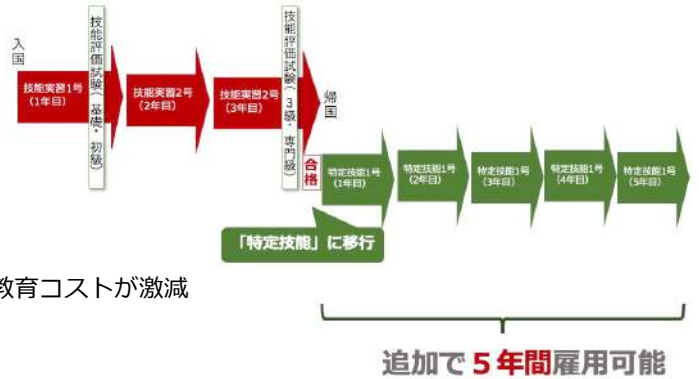 入国
技能実習1号
(1年目)
技能評価試験(基礎・初級)
技能実習2号
(2年目)
技能実習2号
(3年目)
技能評価試験(3級・専門級)
帰国
合格
特定技能1号
(1年目)
特定技能1号
(2年目)
特定技能1号
(3年目)
特定技能1号
(4年目)
特定技能1号
(5年目)
「特定技能」に移行
教育コストが激減
追加で5年間雇用可能